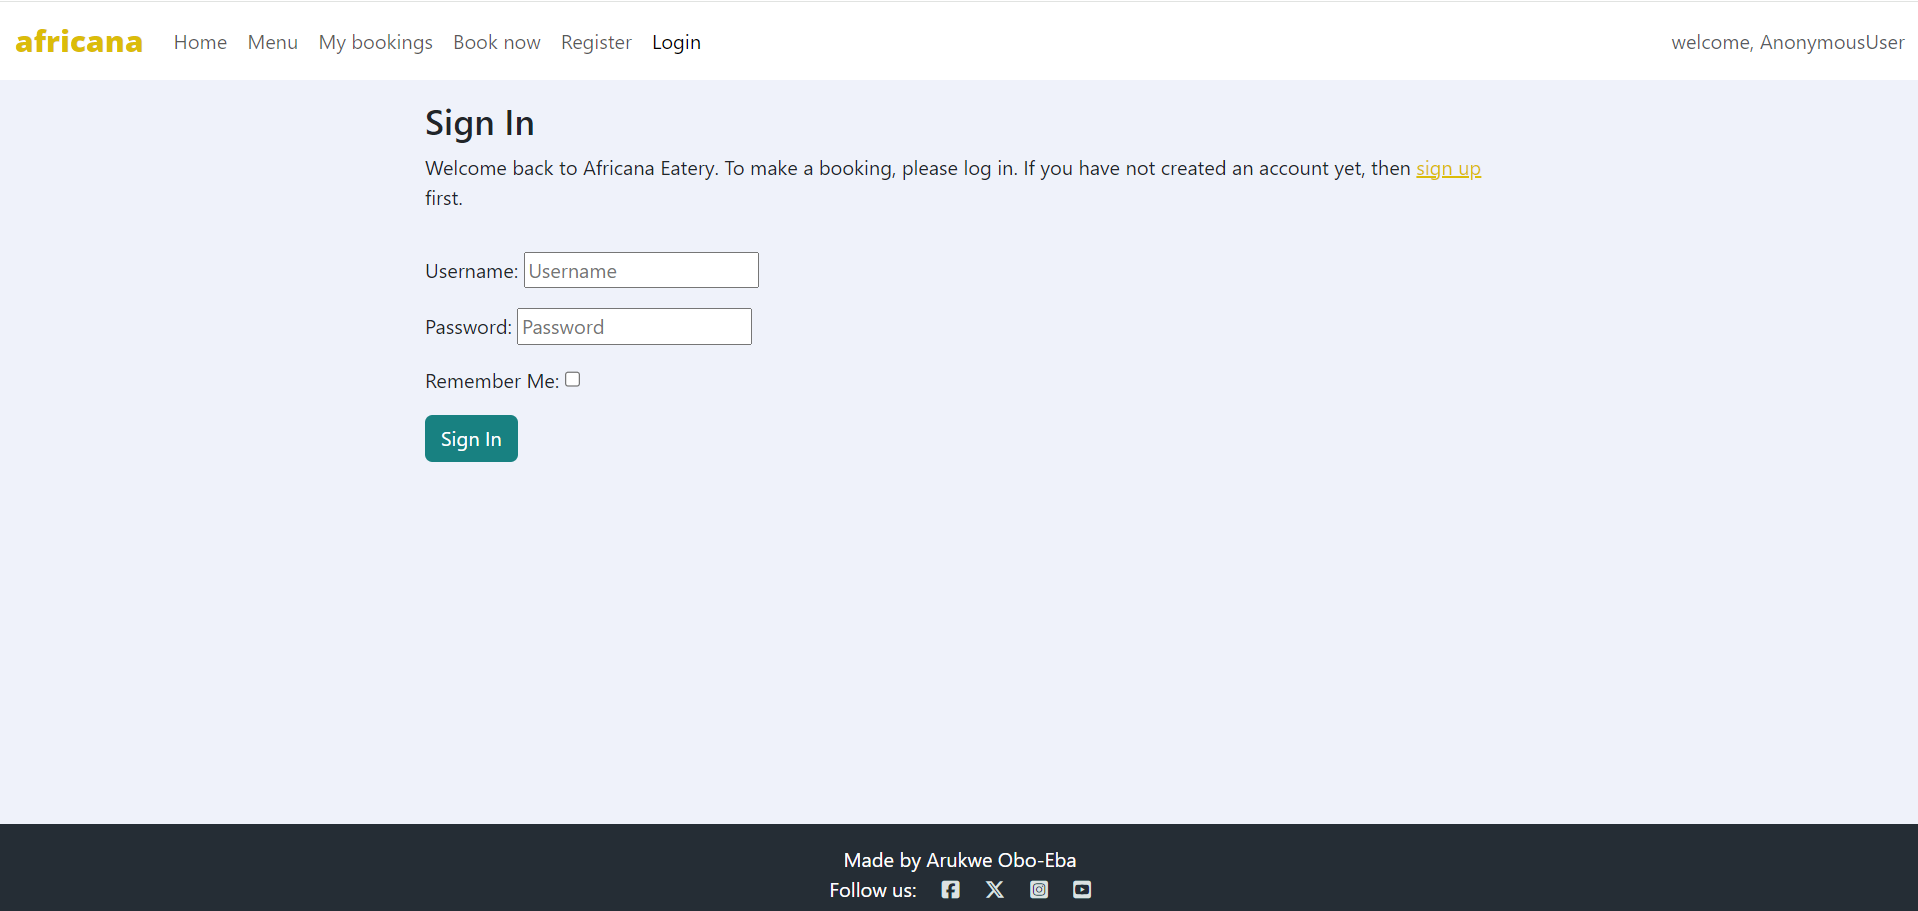 africana Home Menu My bookings Book now Register Login welcome, AnonymousUser
Sign In
Welcome back to Africana Eatery. To make a booking, please log in. If you have not created an account yet, then sign up
first.
Username: Username
Password: Password
Remember Me:
Sign In
Made by Arukwe Obo-Eba
Follow us: